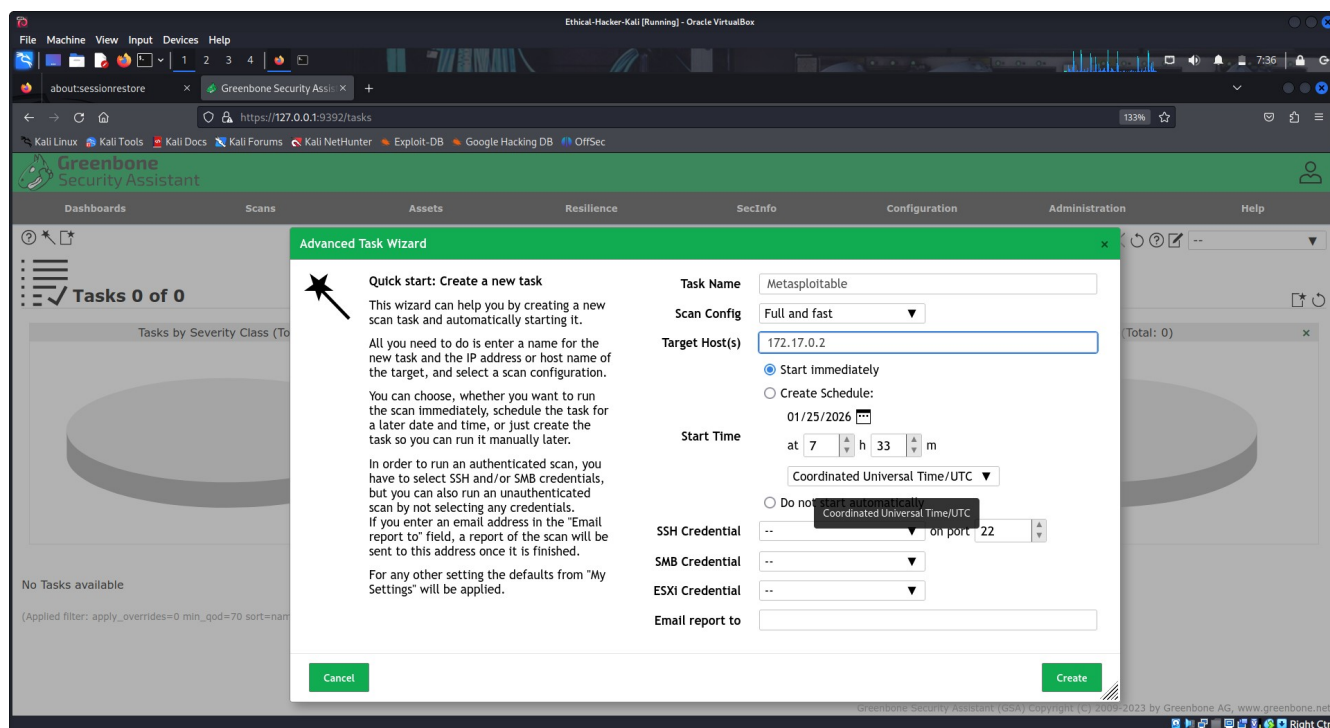 Ethical-Hacker-Kali [Running] - Oracle VirtualBox
File Machine View Input Devices Help
1 2 3 4
7:36
about:sessionrestore
Greenbone Security Assis
https://127.0.0.1:9392/tasks
133%
Kali Linux Kali Tools Kali Docs Kali Forums Kali NetHunter Exploit-DB Google Hacking DB OffSec
Greenbone
Security Assistant
Dashboards Scans Assets Resilience SecInfo Configuration Administration Help
--
Tasks 0 of 0
Tasks by Severity Class (To
(Total: 0)
No Tasks available
(Applied filter: apply_overrides=0 min_qod=70 sort=nam
Advanced Task Wizard
Quick start: Create a new task
This wizard can help you by creating a new
scan task and automatically starting it.
All you need to do is enter a name for the
new task and the IP address or host name of
the target, and select a scan configuration.
You can choose, whether you want to run
the scan immediately, schedule the task for
a later date and time, or just create the
task so you can run it manually later.
In order to run an authenticated scan, you
have to select SSH and/or SMB credentials,
but you can also run an unauthenticated
scan by not selecting any credentials.
If you enter an email address in the "Email
report to" field, a report of the scan will be
sent to this address once it is finished.
For any other setting the defaults from "My
Settings" will be applied.
Task Name Metasploitable
Scan Config Full and fast
Target Host(s) 172.17.0.2
Start immediately
Create Schedule:
01/25/2026
Start Time
at 7 h 33 m
Coordinated Universal Time/UTC
Do not start automatically
Coordinated Universal Time/UTC
SSH Credential -- on port 22
SMB Credential --
ESXi Credential --
Email report to
Cancel
Create
Greenbone Security Assistant (GSA) Copyright (C) 2009-2023 by Greenbone AG, www.greenbone.net
Right Ctrl